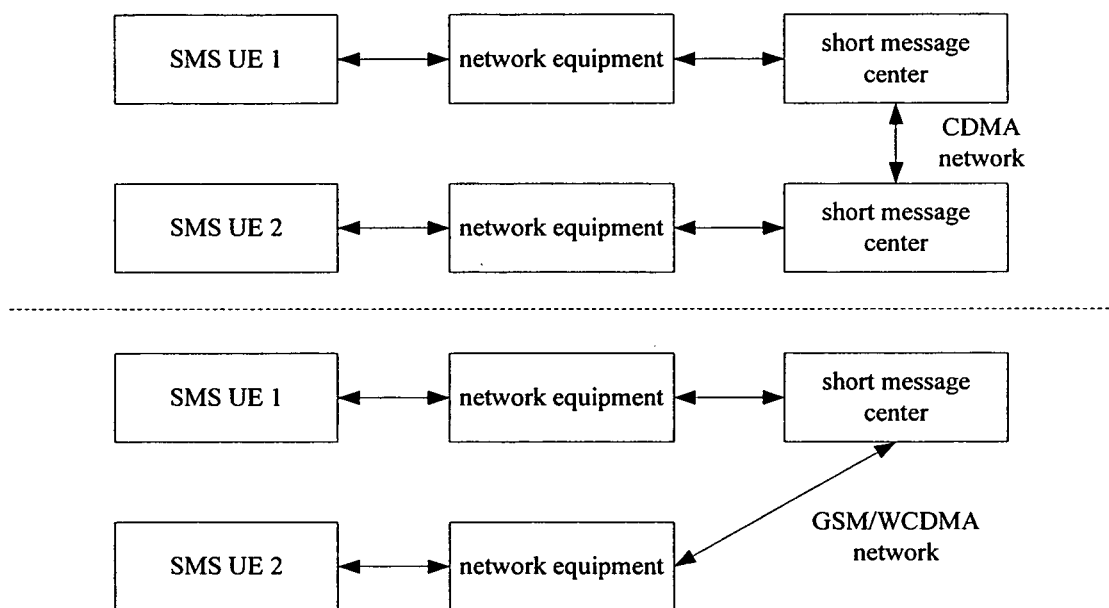 SMS UE 1
network equipment
short message
center
CDMA
network
SMS UE 2
network equipment
short message
center
SMS UE 1
network equipment
short message
center
GSM/WCDMA
network
SMS UE 2
network equipment